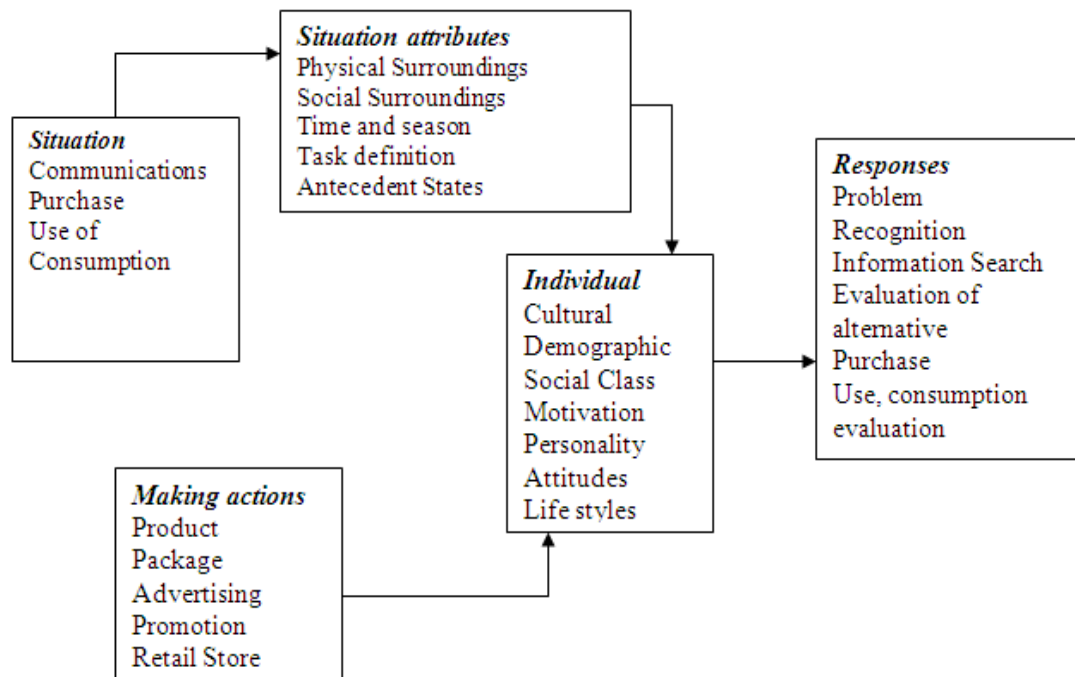 Situation attributes
Physical Surroundings
Social Surroundings
Time and season
Task definition
Antecedent States
Situation
Communications
Purchase
Use of
Consumption
Responses
Problem
Recognition
Information Search
Evaluation of
alternative
Purchase
Use, consumption
evaluation
Individual
Cultural
Demographic
Social Class
Motivation
Personality
Attitudes
Life styles
Making actions
Product
Package
Advertising
Promotion
Retail Store